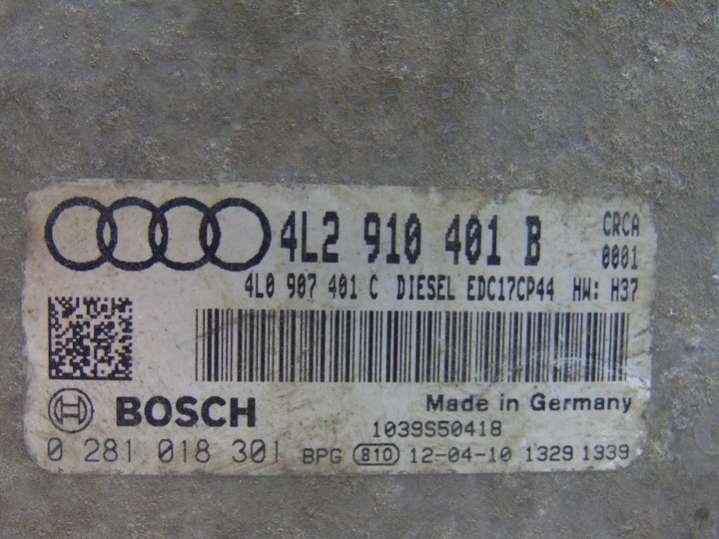 4L2 910 401 B CRCA
0001
4L0 907 401 C DIESEL EDC17CP44 HW: H37
BOSCH Made in Germany
1039S50418
0 281 018 301 BPG 810 12-04-10 1329 1339